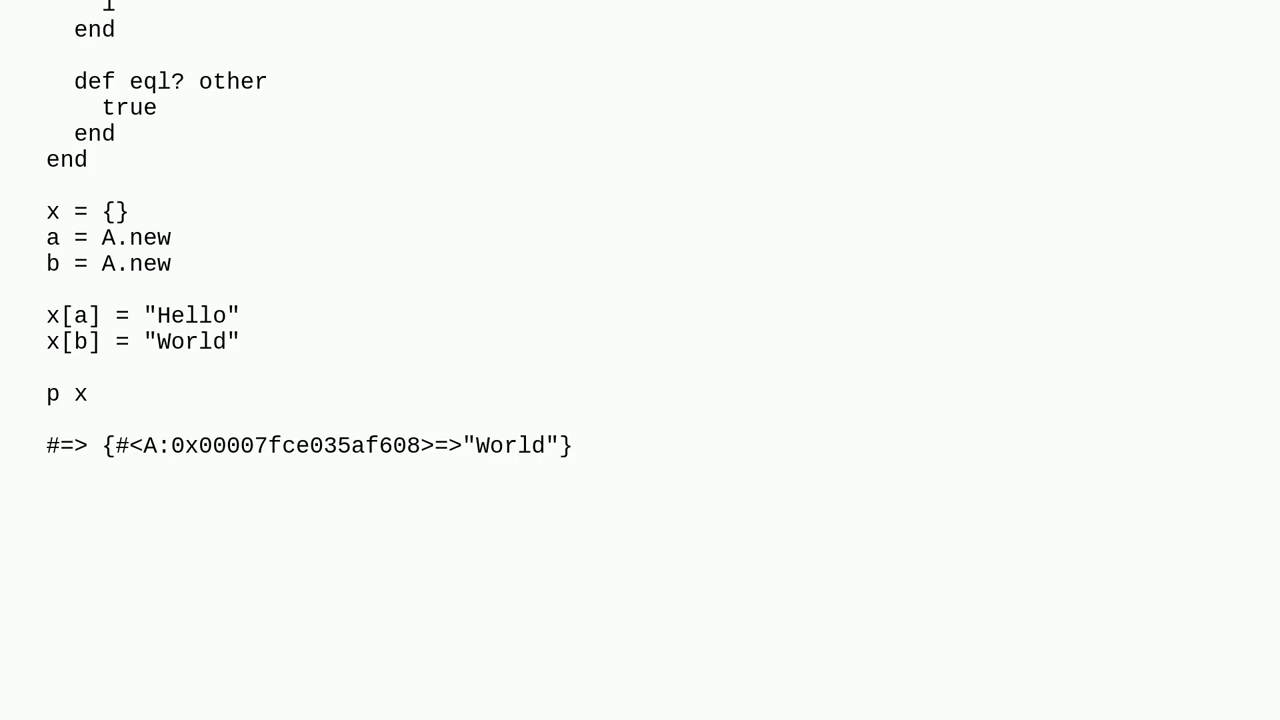 end
def eql? other
true
end
end
x = {}
a = A.new
b = A.new
x[a] = "Hello"
x[b] = "World"
p x
#=> {#<A:0x00007fce035af608>=>"World"}